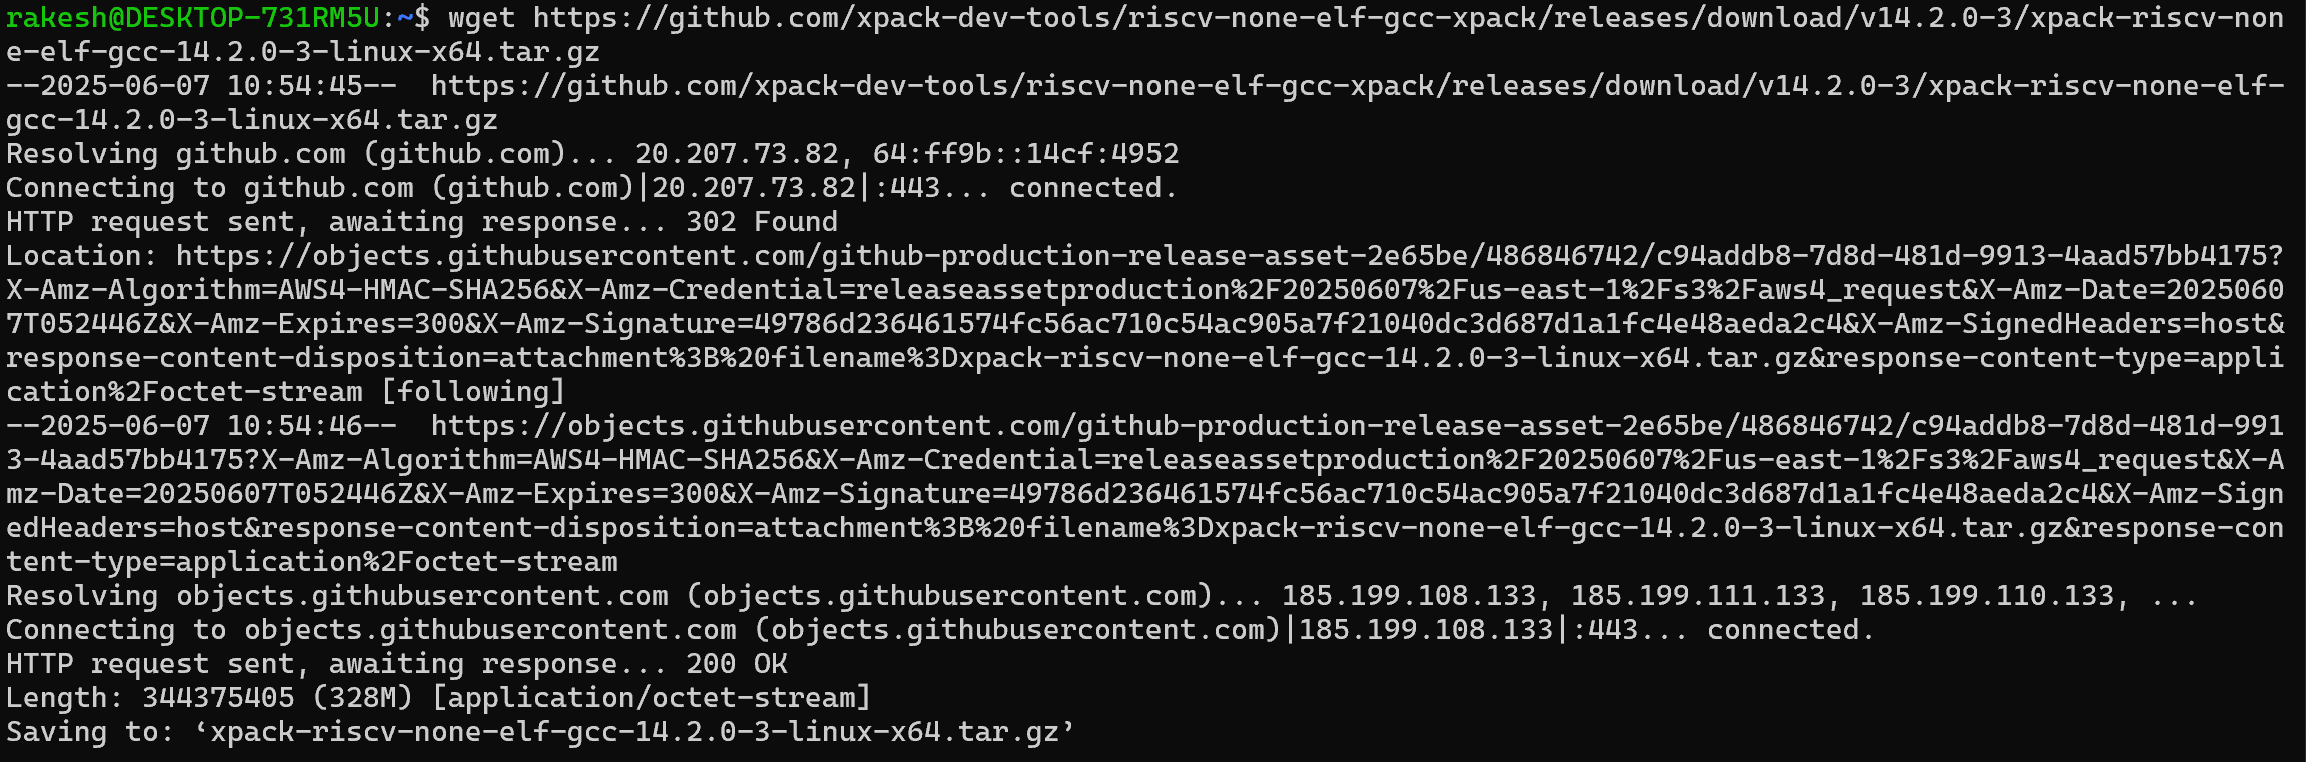 rakesh@DESKTOP-731RM5U:~$ wget https://github.com/xpack-dev-tools/riscv-none-elf-gcc-xpack/releases/download/v14.2.0-3/xpack-riscv-non
e-elf-gcc-14.2.0-3-linux-x64.tar.gz
--2025-06-07 10:54:45--  https://github.com/xpack-dev-tools/riscv-none-elf-gcc-xpack/releases/download/v14.2.0-3/xpack-riscv-none-elf-
gcc-14.2.0-3-linux-x64.tar.gz
Resolving github.com (github.com)... 20.207.73.82, 64:ff9b::14cf:4952
Connecting to github.com (github.com)|20.207.73.82|:443... connected.
HTTP request sent, awaiting response... 302 Found
Location: https://objects.githubusercontent.com/github-production-release-asset-2e65be/486846742/c94addb8-7d8d-481d-9913-4aad57bb4175?
X-Amz-Algorithm=AWS4-HMAC-SHA256&X-Amz-Credential=releaseassetproduction%2F20250607%2Fus-east-1%2Fs3%2Faws4_request&X-Amz-Date=2025060
7T052446Z&X-Amz-Expires=300&X-Amz-Signature=49786d236461574fc56ac710c54ac905a7f21040dc3d687d1a1fc4e48aeda2c4&X-Amz-SignedHeaders=host&
response-content-disposition=attachment%3B%20filename%3Dxpack-riscv-none-elf-gcc-14.2.0-3-linux-x64.tar.gz&response-content-type=appli
cation%2Foctet-stream [following]
--2025-06-07 10:54:46--  https://objects.githubusercontent.com/github-production-release-asset-2e65be/486846742/c94addb8-7d8d-481d-991
3-4aad57bb4175?X-Amz-Algorithm=AWS4-HMAC-SHA256&X-Amz-Credential=releaseassetproduction%2F20250607%2Fus-east-1%2Fs3%2Faws4_request&X-A
mz-Date=20250607T052446Z&X-Amz-Expires=300&X-Amz-Signature=49786d236461574fc56ac710c54ac905a7f21040dc3d687d1a1fc4e48aeda2c4&X-Amz-Sign
edHeaders=host&response-content-disposition=attachment%3B%20filename%3Dxpack-riscv-none-elf-gcc-14.2.0-3-linux-x64.tar.gz&response-con
tent-type=application%2Foctet-stream
Resolving objects.githubusercontent.com (objects.githubusercontent.com)... 185.199.108.133, 185.199.111.133, 185.199.110.133, ...
Connecting to objects.githubusercontent.com (objects.githubusercontent.com)|185.199.108.133|:443... connected.
HTTP request sent, awaiting response... 200 OK
Length: 344375405 (328M) [application/octet-stream]
Saving to: ‘xpack-riscv-none-elf-gcc-14.2.0-3-linux-x64.tar.gz’